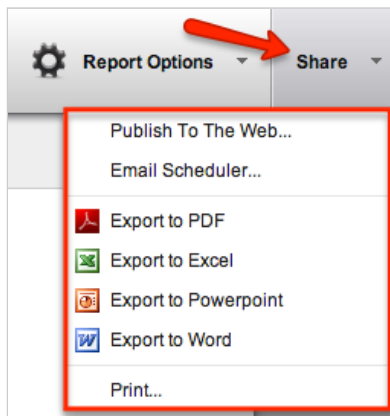 Report Options Share
Publish To The Web...
Email Scheduler...
Export to PDF
Export to Excel
Export to Powerpoint
Export to Word
Print...